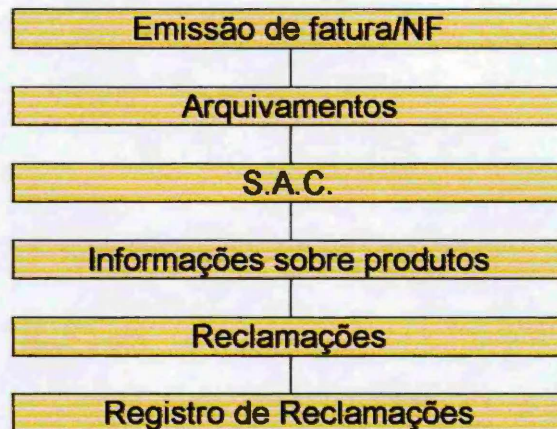 Emissão de fatura/NF
Arquivamentos
S.A.C.
Informações sobre produtos
Reclamações
Registro de Reclamações